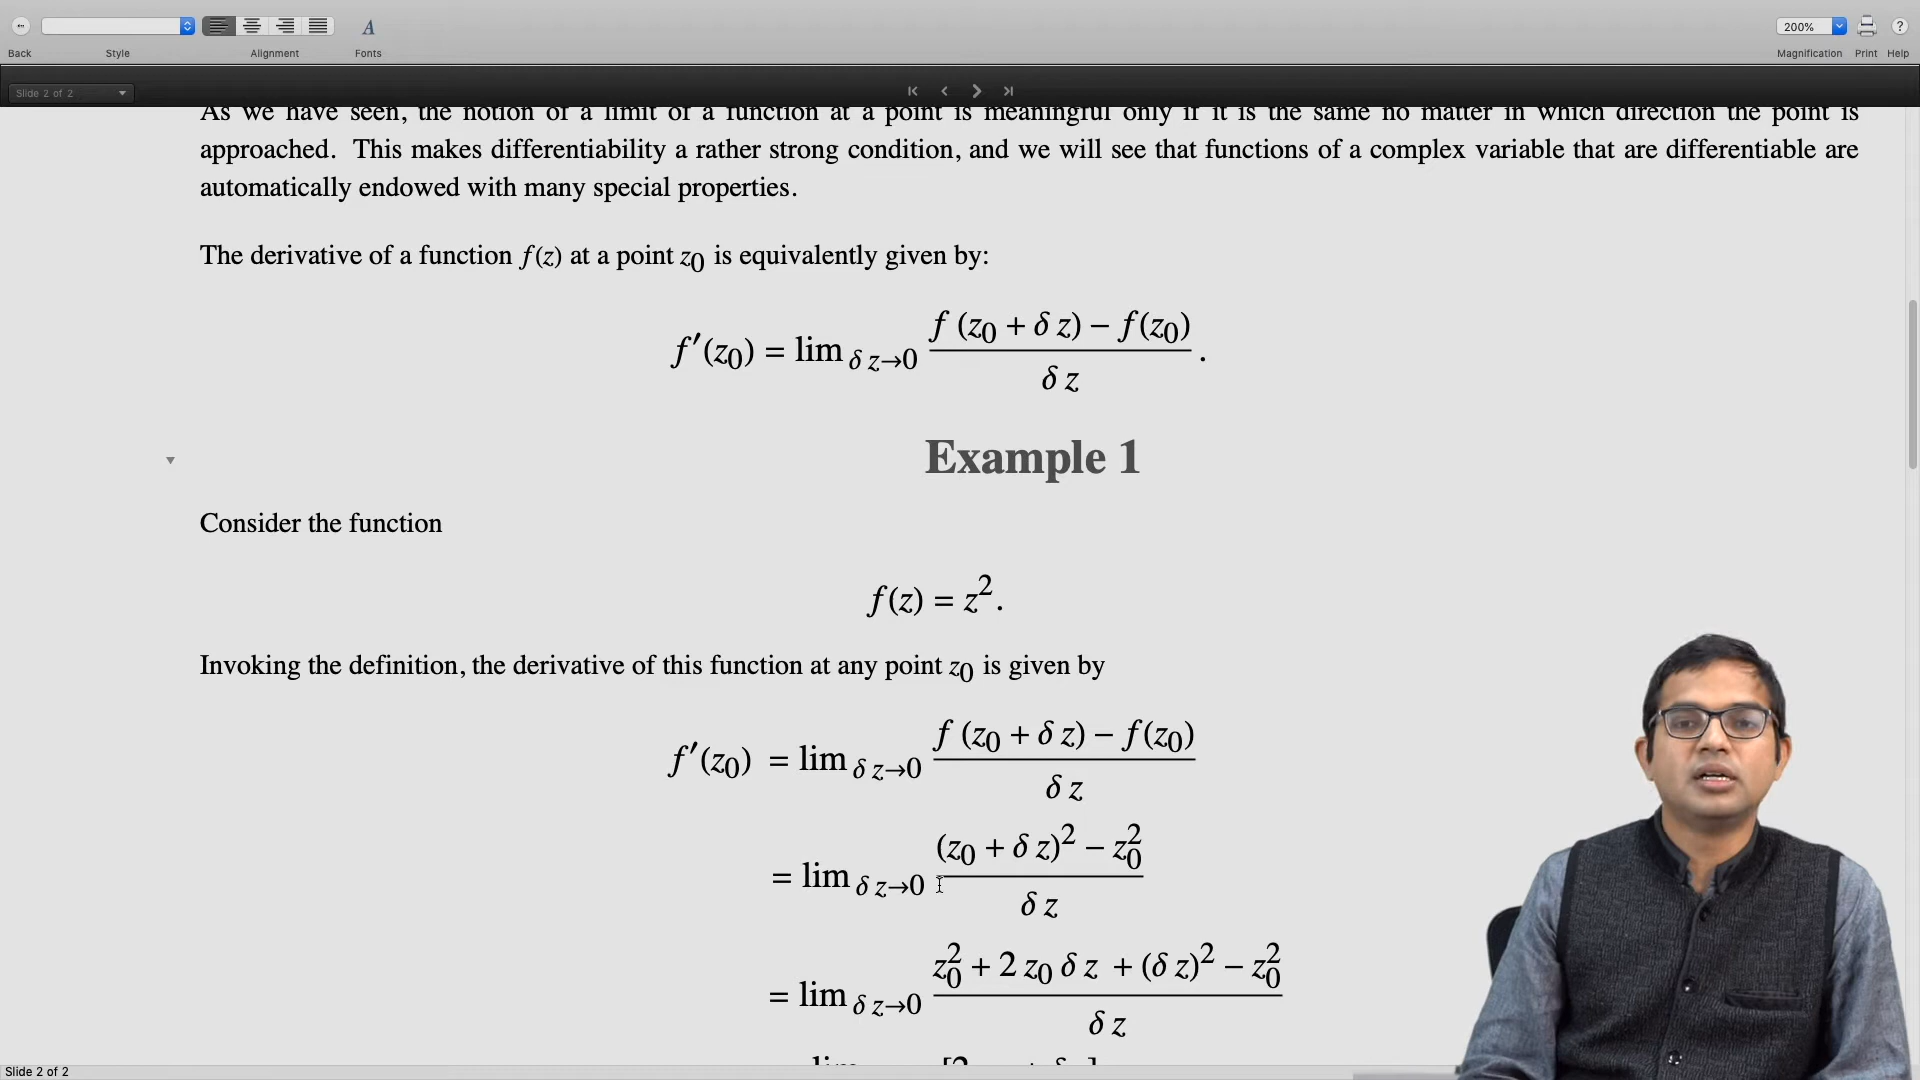 200%
Back Style Alignment Fonts Magnification Print Help
Slide 2 of 2
As we have seen, the notion of a limit of a function at a point is meaningful only if it is the same no matter in which direction the point is
approached. This makes differentiability a rather strong condition, and we will see that functions of a complex variable that are differentiable are
automatically endowed with many special properties.
The derivative of a function f(z) at a point z₀ is equivalently given by:
f′(z₀) = lim δz→0 (f (z₀ + δz) − f(z₀)) / δz .
Example 1
Consider the function
f(z) = z².
Invoking the definition, the derivative of this function at any point z₀ is given by
f′(z₀) = lim δz→0 (f (z₀ + δz) − f(z₀)) / δz
= lim δz→0 ((z₀ + δz)² − z₀²) / δz
= lim δz→0 (z₀² + 2 z₀ δz + (δz)² − z₀²) / δz
Slide 2 of 2